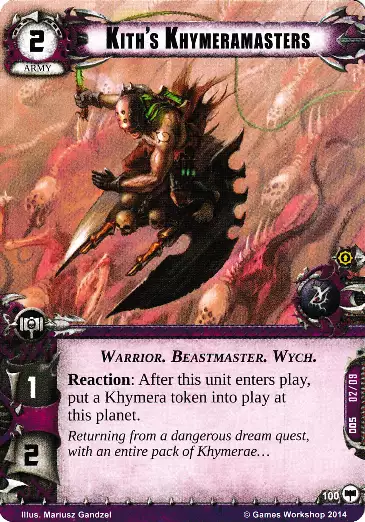 2
ARMY
KITH'S KHYMERAMASTERS
WARRIOR. BEASTMASTER. WYCH.
1
Reaction: After this unit enters play,
put a Khymera token into play at
this planet.
2
Returning from a dangerous dream quest,
with an entire pack of Khymerae…
005 02/09
100
Illus. Mariusz Gandzel
© Games Workshop 2014